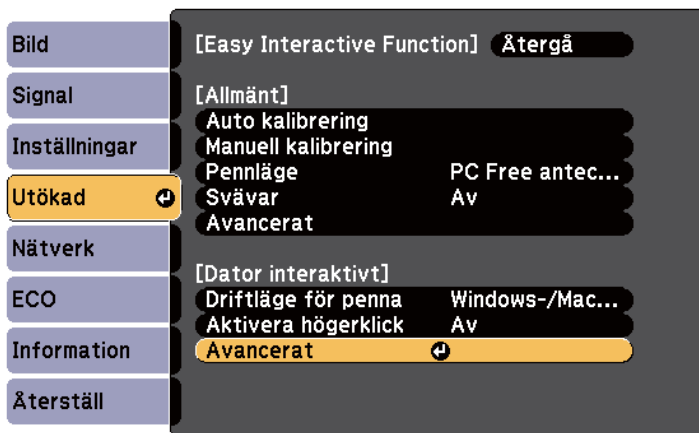 Bild
Signal
Inställningar
Utökad
Nätverk
ECO
Information
Återställ
[Easy Interactive Function] Återgå
[Allmänt]
Auto kalibrering
Manuell kalibrering
Pennläge PC Free antec...
Svävar Av
Avancerat
[Dator interaktivt]
Driftläge för penna Windows-/Mac...
Aktivera högerklick Av
Avancerat